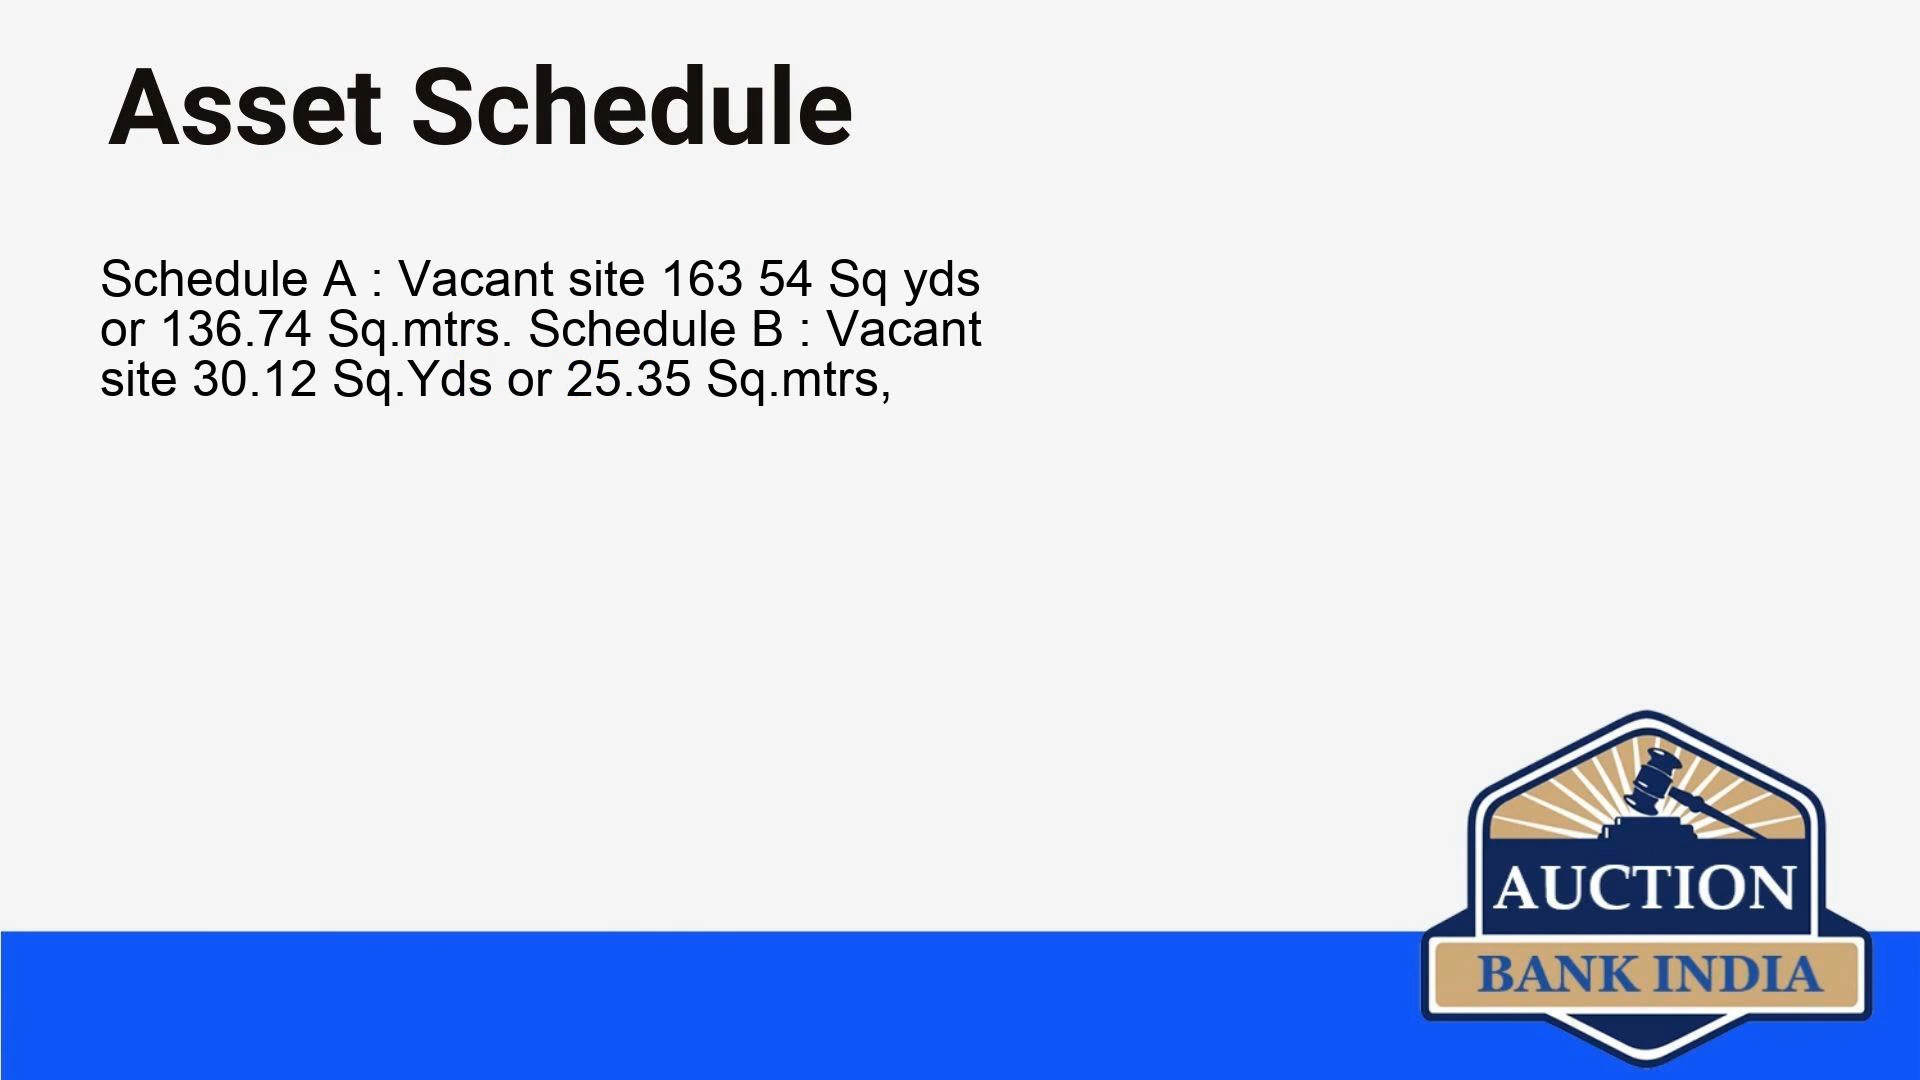 Asset Schedule
Schedule A : Vacant site 163 54 Sq yds
or 136.74 Sq.mtrs. Schedule B : Vacant
site 30.12 Sq.Yds or 25.35 Sq.mtrs,
AUCTION
BANK INDIA